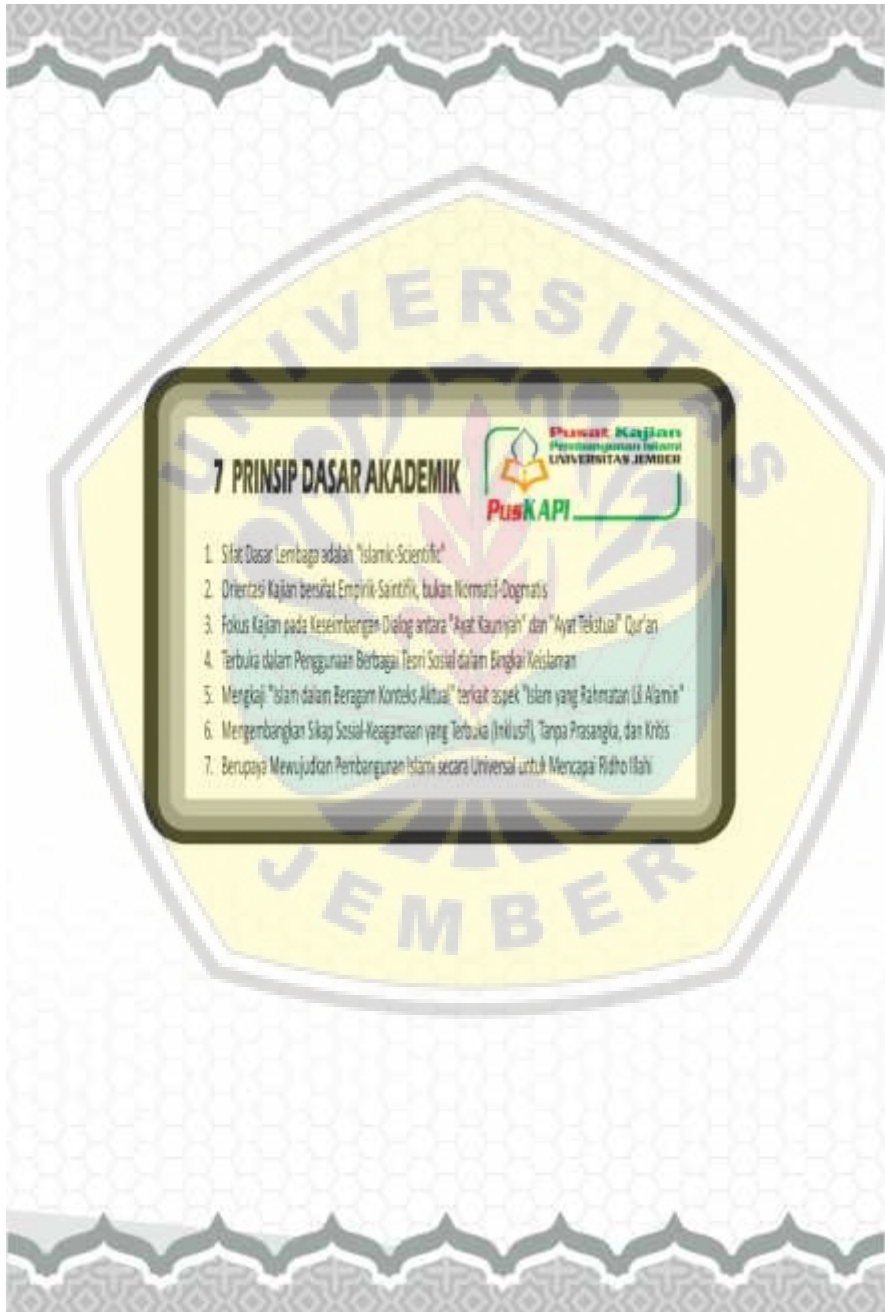 UNIVERSITAS
7 PRINSIP DASAR AKADEMIK
Pusat Kajian
Pembangunan Islami
UNIVERSITAS JEMBER
PusKAPI
1. Sifat Dasar Lembaga adalah "Islamic-Scientific"
2. Orientasi Kajian bersifat Empirik-Saintifik, bukan Normatif-Dogmatis
3. Fokus Kajian pada Keseimbangan Dialog antara "Ayat Kauniyah" dan "Ayat Tekstual" Qur'an
4. Terbuka dalam Penggunaan Berbagai Teori Sosial dalam Bingkai Keislaman
5. Mengkaji "Islam dalam Beragam Konteks Aktual" terkait aspek "Islam yang Rahmatan Lil Alamin"
6. Mengembangkan Sikap Sosial-Keagamaan yang Terbuka (Inklusif), Tanpa Prasangka, dan Kritis
7. Berupaya Mewujudkan Pembangunan Islami secara Universal untuk Mencapai Ridho Illahi
JEMBER